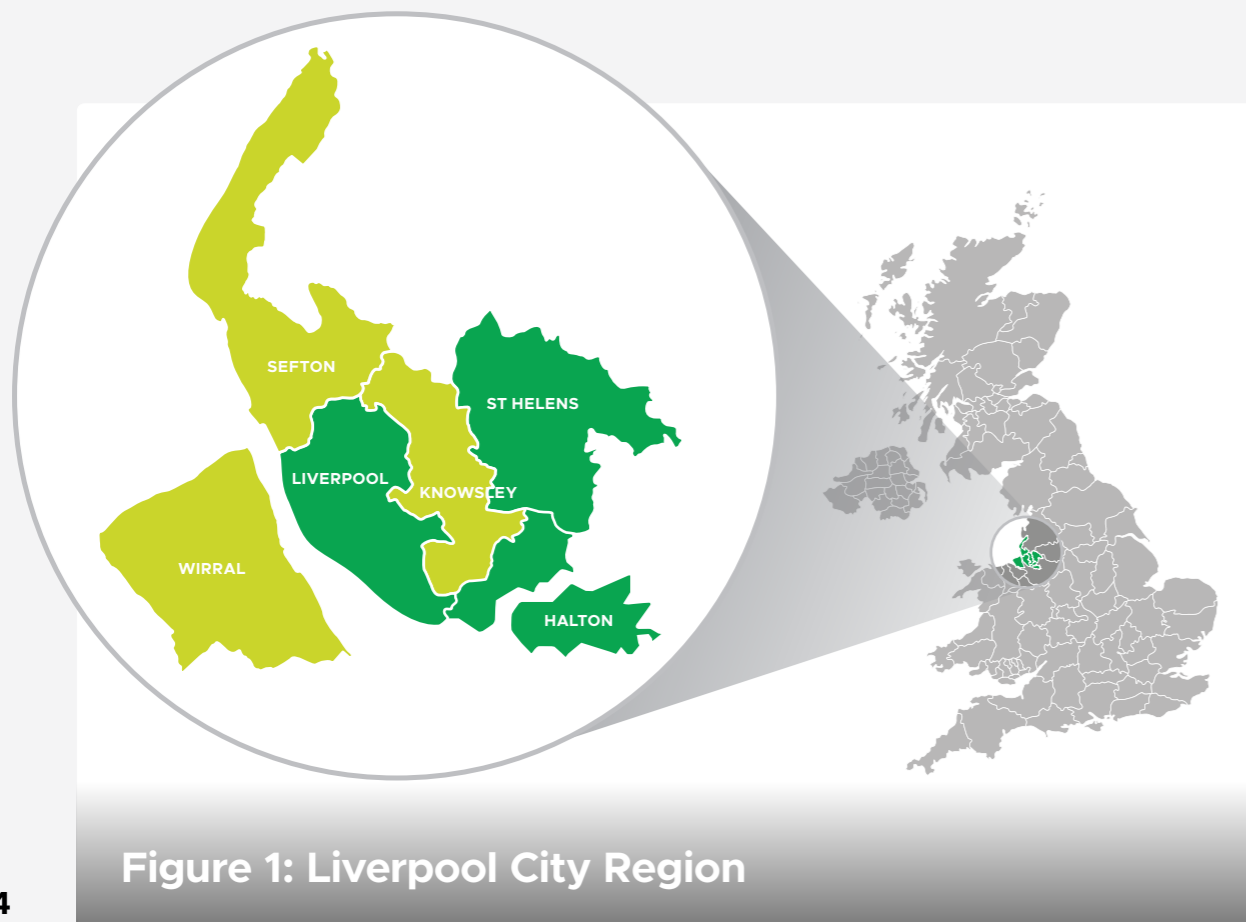 SEFTON
ST HELENS
LIVERPOOL
KNOWSLEY
WIRRAL
HALTON
Figure 1: Liverpool City Region
4